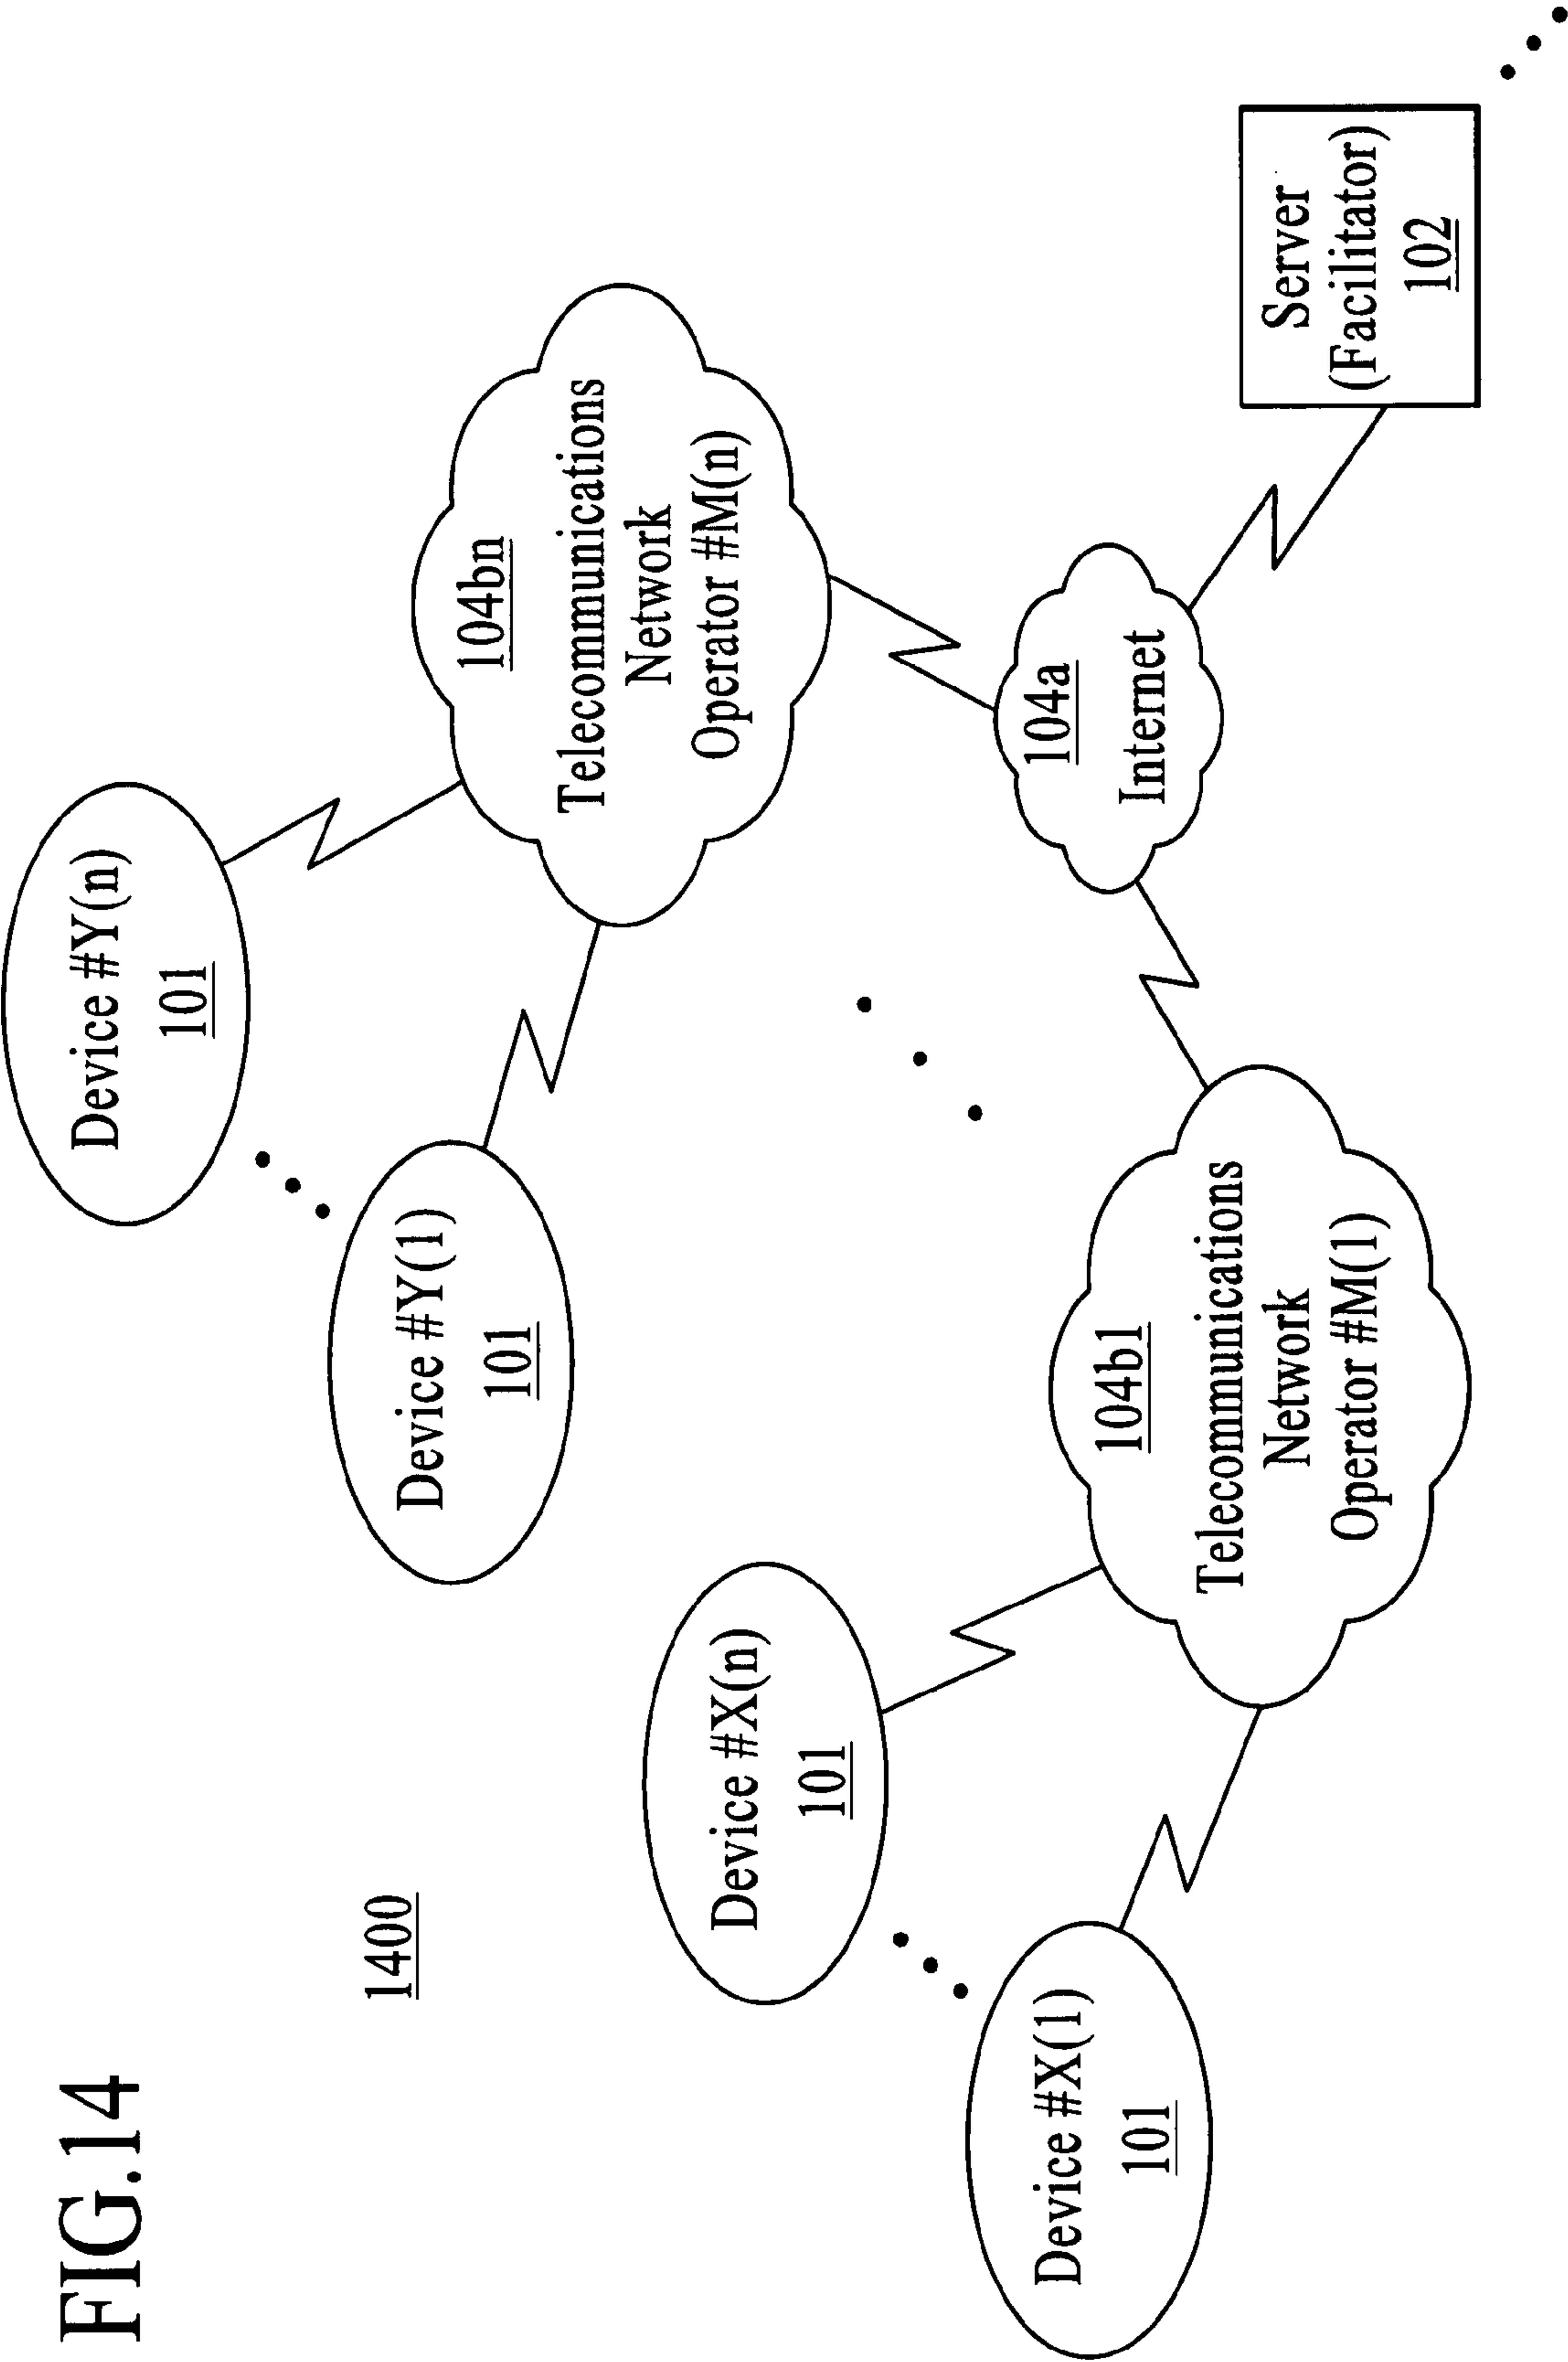 FIG.14
1400
Device #Y(n)
101
Device #Y(1)
101
104bn
Telecommunications
Network
Operator #M(n)
Device #X(n)
101
Device #X(1)
101
104a
Internet
104b1
Telecommunications
Network
Operator #M(1)
Server
(Facilitator)
102